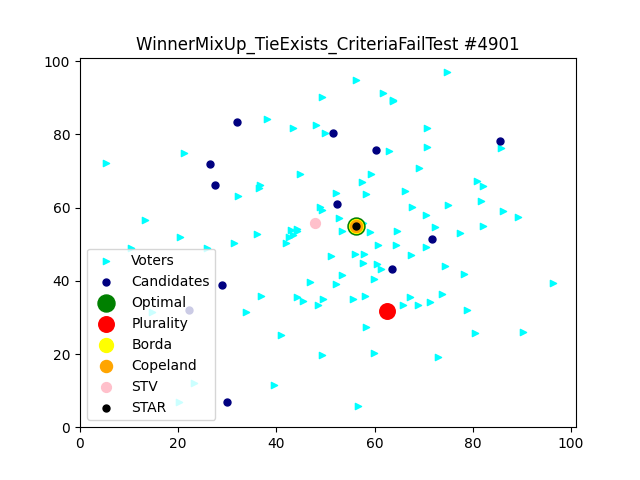 WinnerMixUp_TieExists_CriteriaFailTest #4901
100
80
60
40
20
0
Voters
Candidates
Optimal
Plurality
Borda
Copeland
STV
STAR
0 20 40 60 80 100